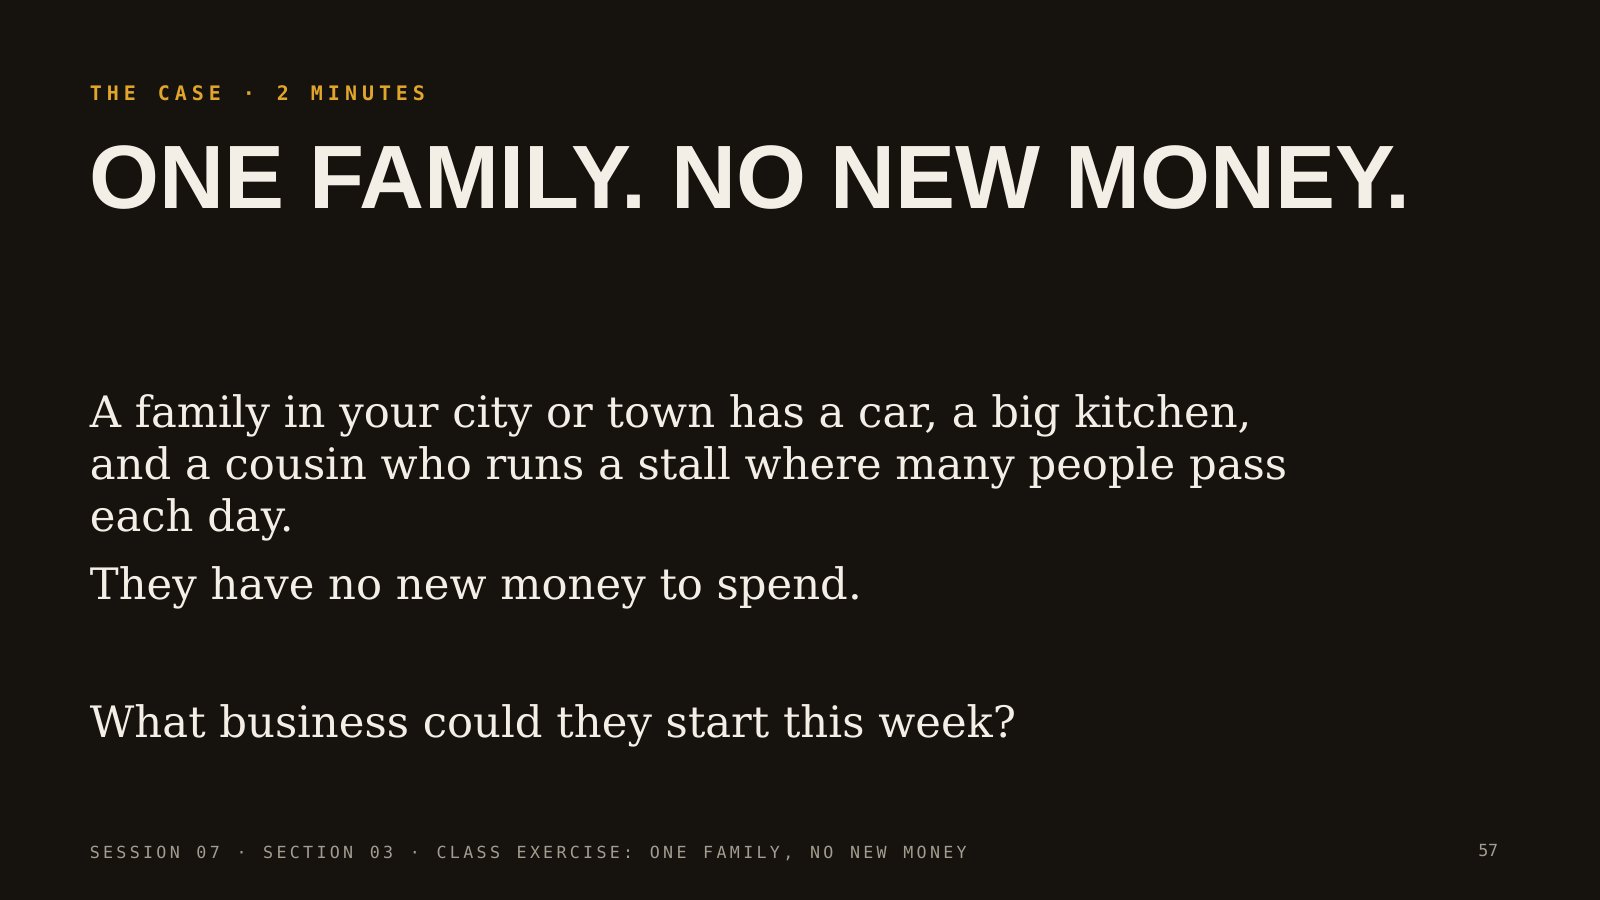 THE CASE · 2 MINUTES
ONE FAMILY. NO NEW MONEY.
A family in your city or town has a car, a big kitchen,
and a cousin who runs a stall where many people pass
each day.
They have no new money to spend.
What business could they start this week?
SESSION 07 · SECTION 03 · CLASS EXERCISE: ONE FAMILY, NO NEW MONEY
57